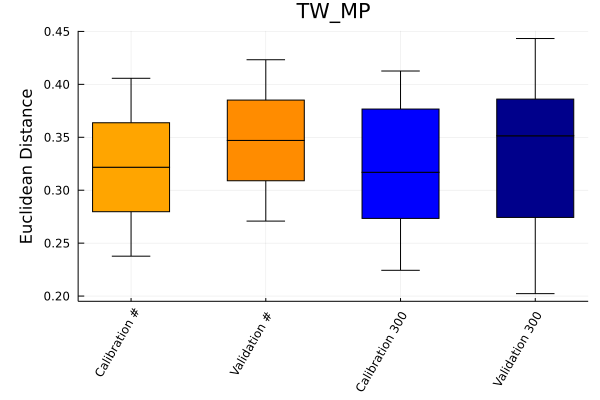 TW_MP
Euclidean Distance
0.45
0.40
0.35
0.30
0.25
0.20
Calibration #
Validation #
Calibration 300
Validation 300